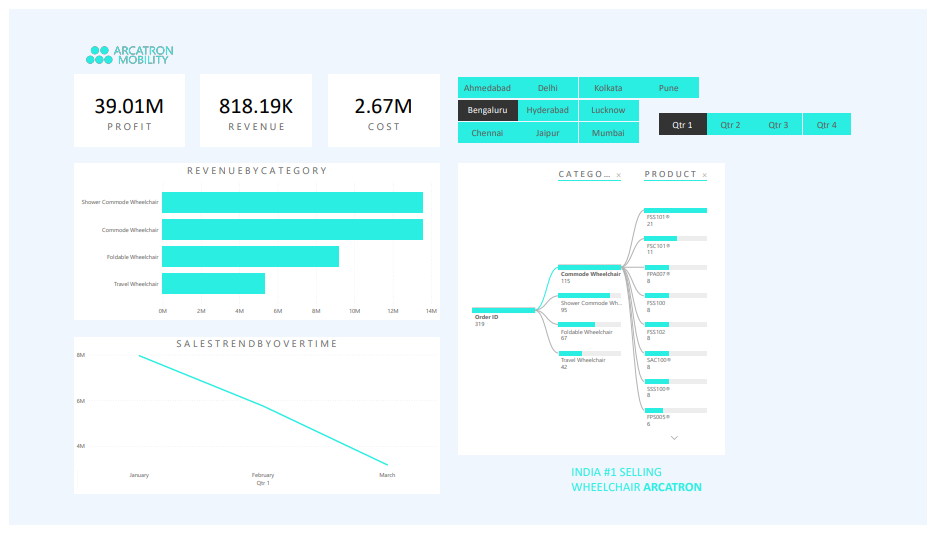 ARCATRON
MOBILITY
39.01M
PROFIT
818.19K
REVENUE
2.67M
COST
Ahmedabad Delhi Kolkata Pune
Bengaluru Hyderabad Lucknow
Chennai Jaipur Mumbai
Qtr 1 Qtr 2 Qtr 3 Qtr 4
REVENUEBYCATEGORY
Shower Commode Wheelchair
Commode Wheelchair
Foldable Wheelchair
Travel Wheelchair
0M 2M 4M 6M 8M 10M 12M 14M
SALESTRENDBYOVERTIME
8M
6M
4M
January February March
Qtr 1
CATEGO... ×
PRODUCT ×
Order ID
319
Commode Wheelchair
115
Shower Commode Wh...
95
Foldable Wheelchair
67
Travel Wheelchair
42
FSS101®
21
FSC101®
11
FPA007®
8
FSS100
8
FSS102
8
SAC100®
8
SSS100®
8
FPS005®
6
INDIA #1 SELLING
WHEELCHAIR ARCATRON